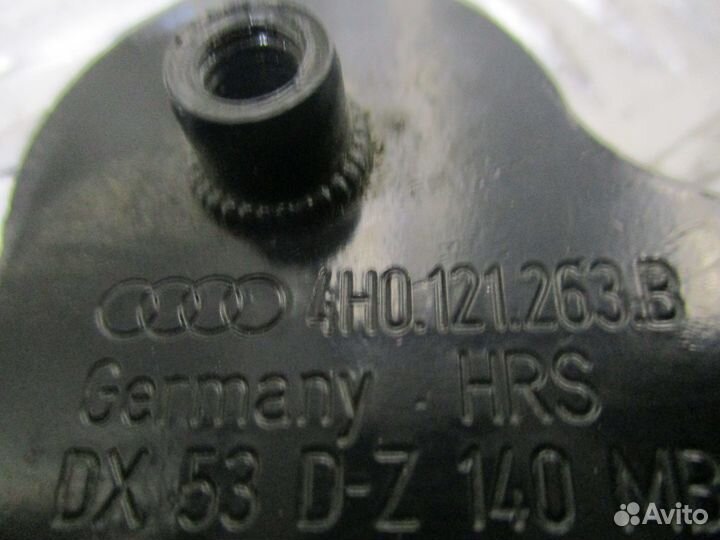 4H0.121.263.B
Germany . HRS
DX 53 D-Z 140 MB
Avito